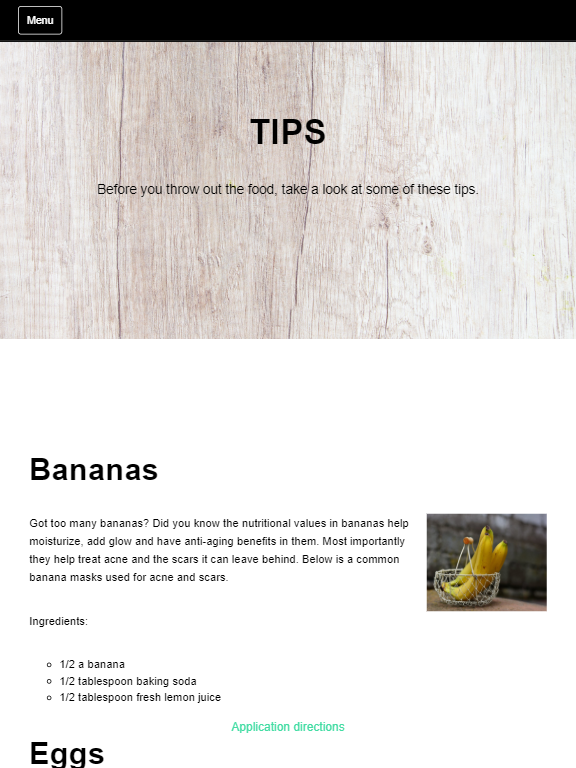 Menu
TIPS
Before you throw out the food, take a look at some of these tips.
Bananas
Got too many bananas? Did you know the nutritional values in bananas help
moisturize, add glow and have anti-aging benefits in them. Most importantly
they help treat acne and the scars it can leave behind. Below is a common
banana masks used for acne and scars.
Ingredients:
1/2 a banana
1/2 tablespoon baking soda
1/2 tablespoon fresh lemon juice
Application directions
Eggs